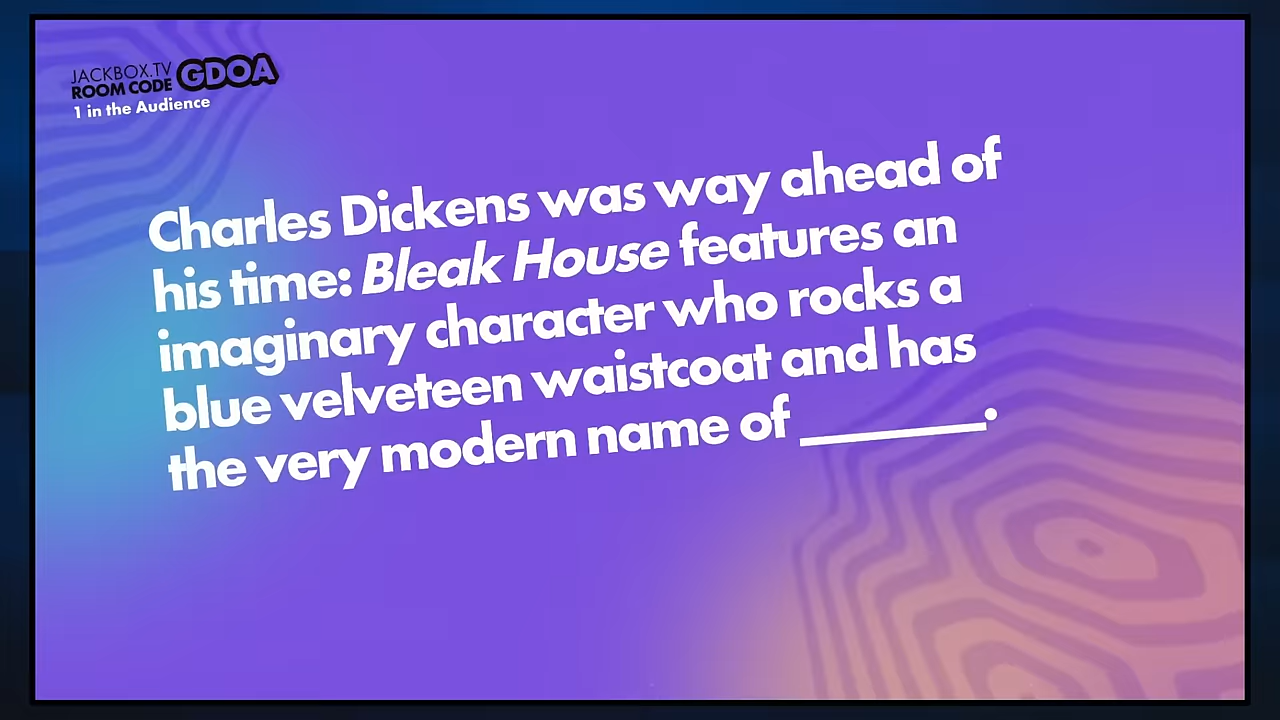 JACKBOX.TV
ROOM CODE GDOA
1 in the Audience
Charles Dickens was way ahead of
his time: Bleak House features an
imaginary character who rocks a
blue velveteen waistcoat and has
the very modern name of ________.